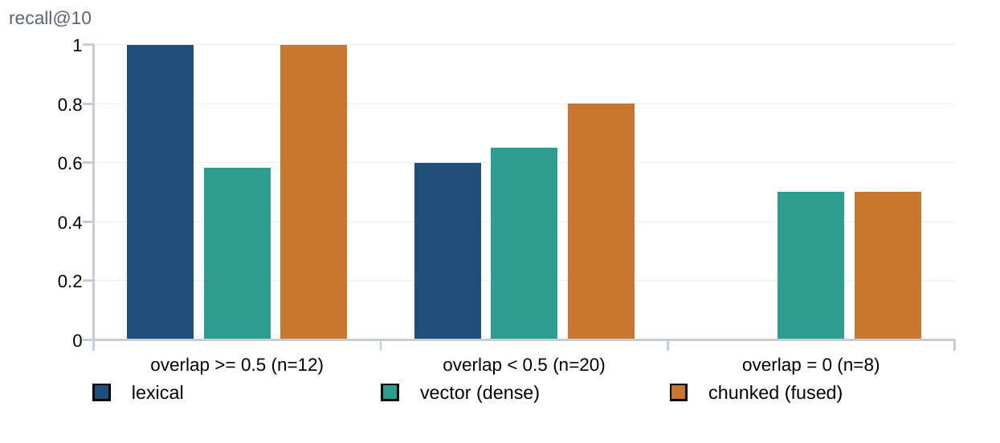 recall@10
1
0.8
0.6
0.4
0.2
0
overlap >= 0.5 (n=12) overlap < 0.5 (n=20) overlap = 0 (n=8)
lexical vector (dense) chunked (fused)